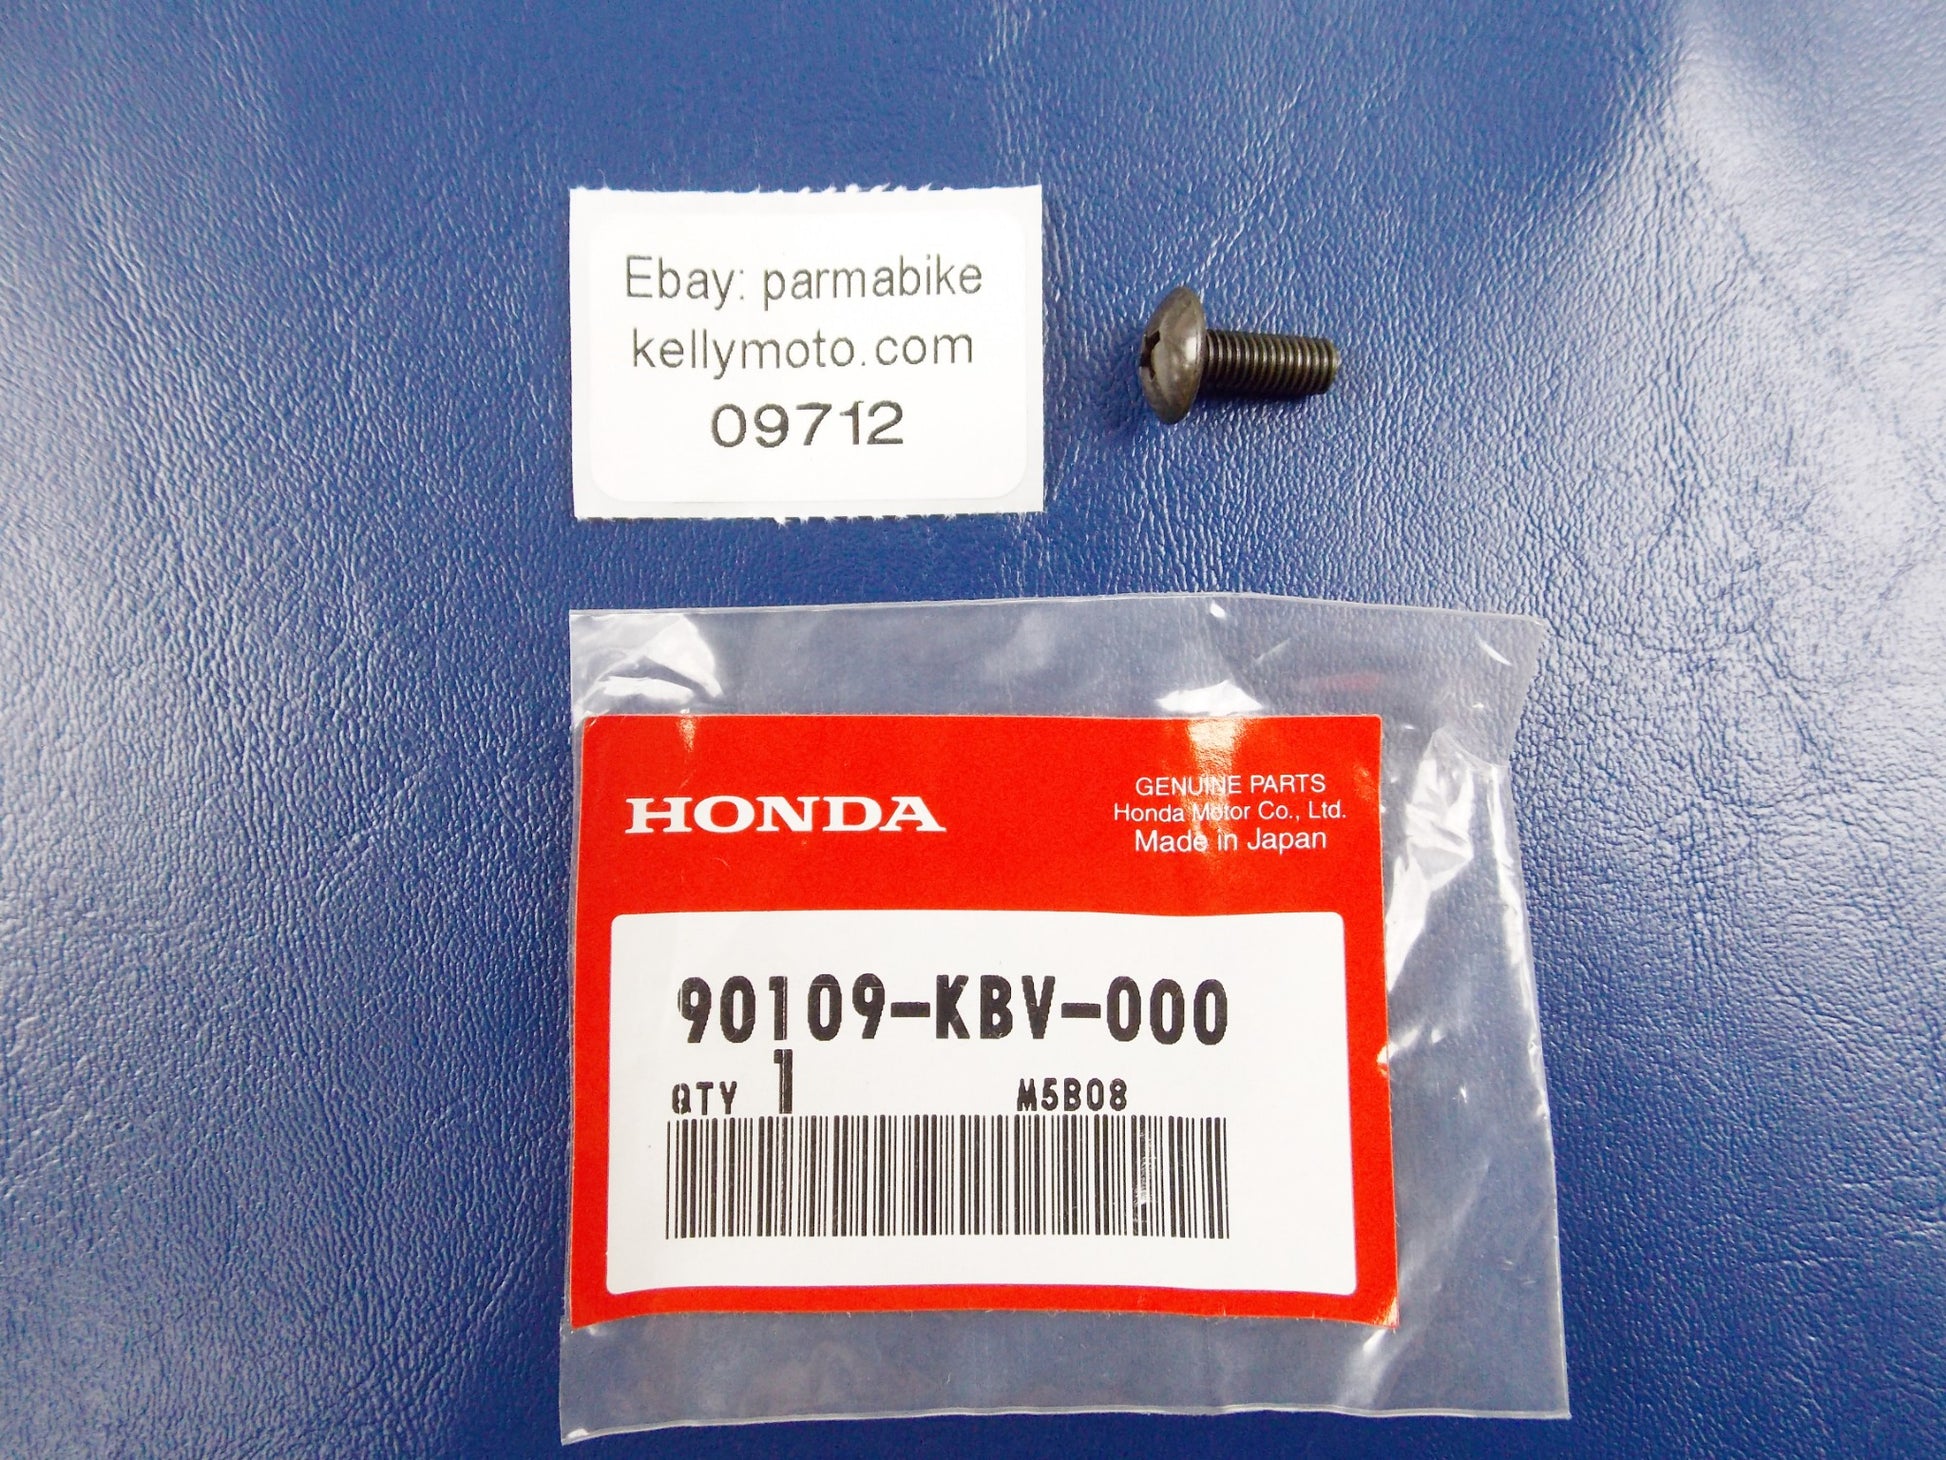 Ebay: parmabike
kellymoto.com
09712
HONDA
GENUINE PARTS
Honda Motor Co., Ltd.
Made in Japan
90109-KBV-000
QTY 1 M5B08